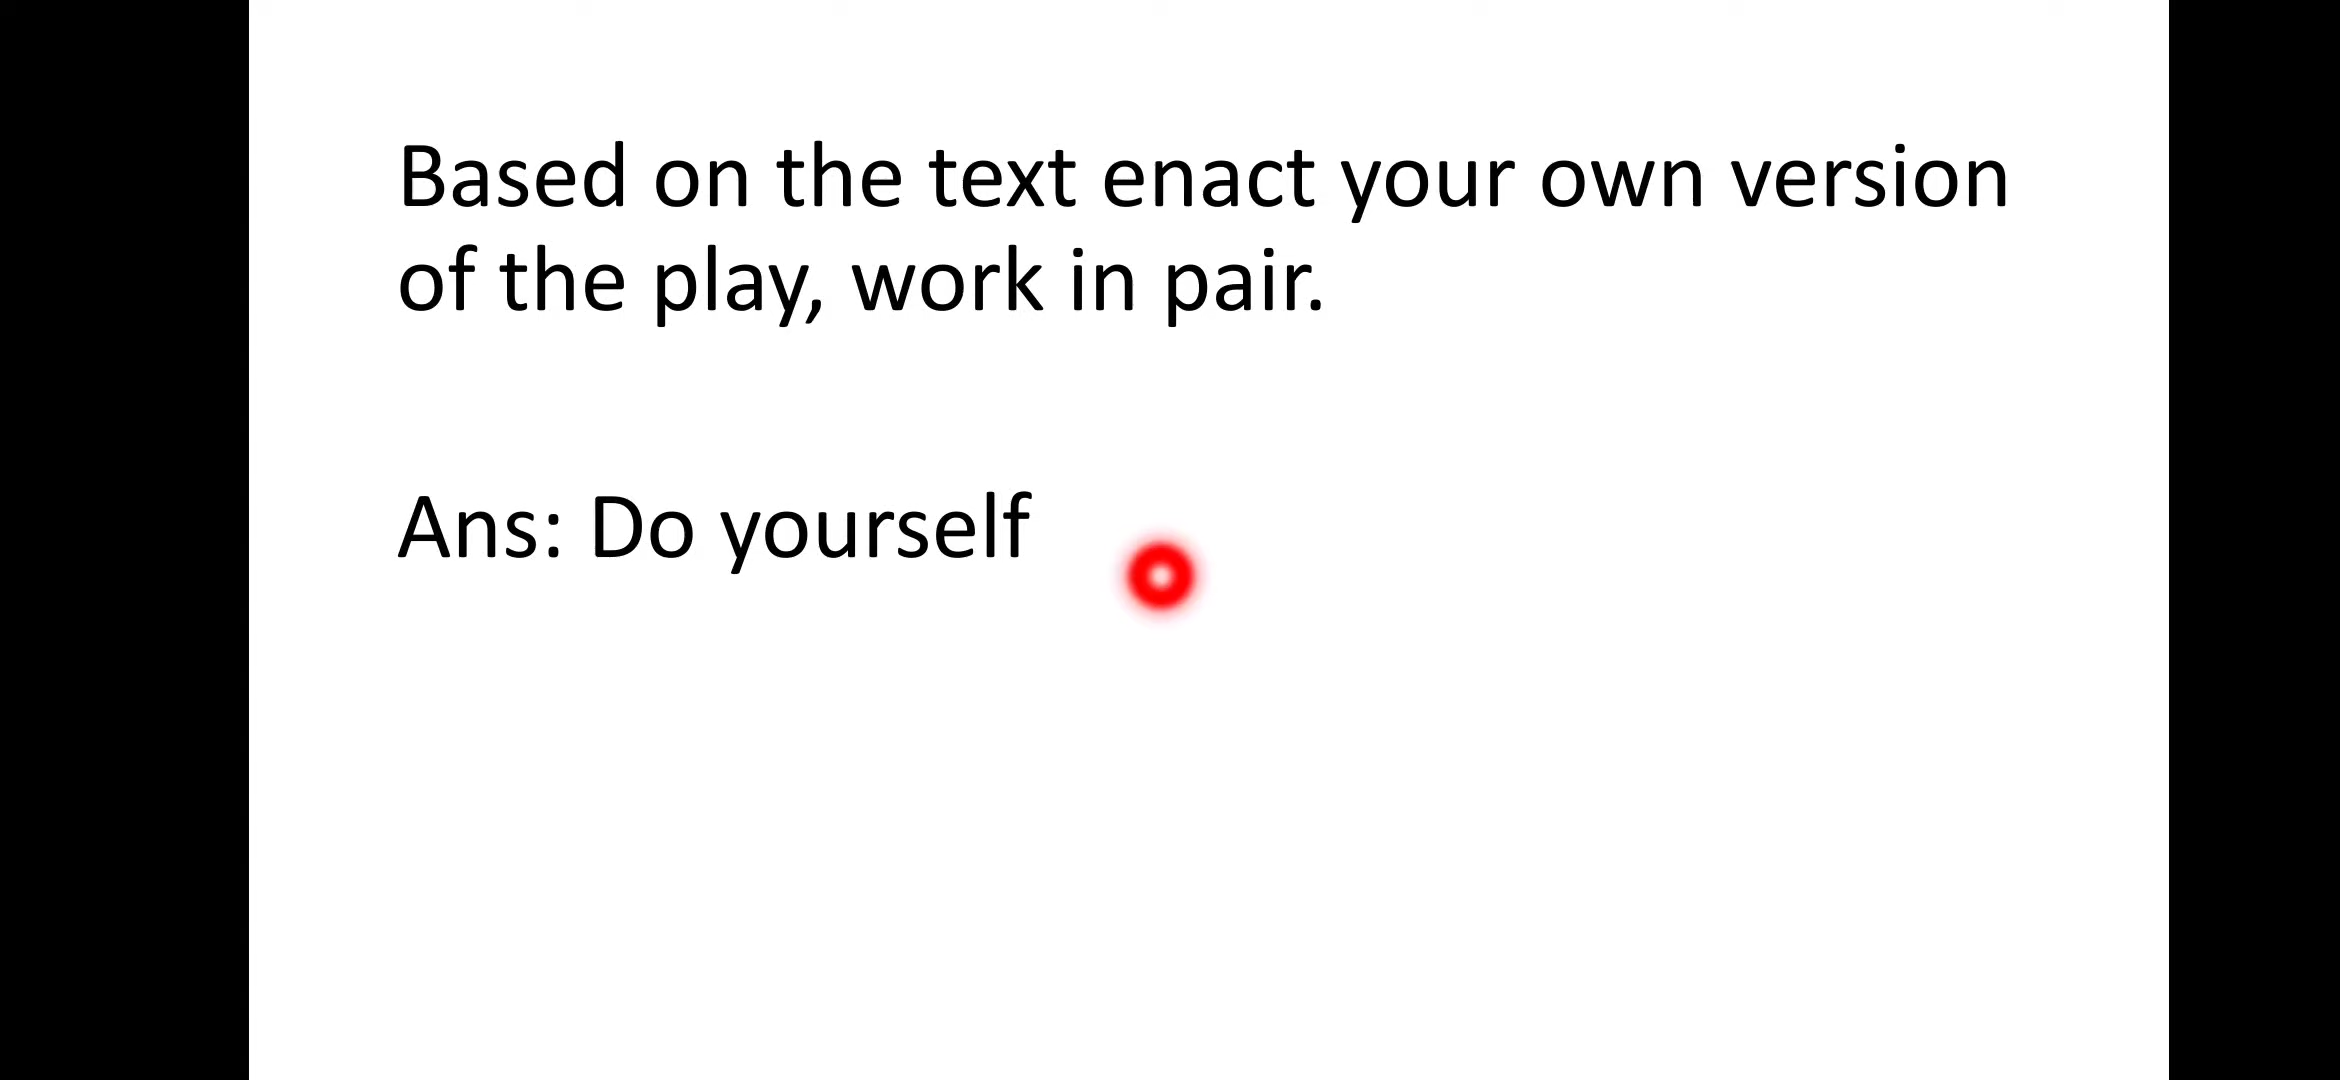 Based on the text enact your own version
of the play, work in pair.
Ans: Do yourself